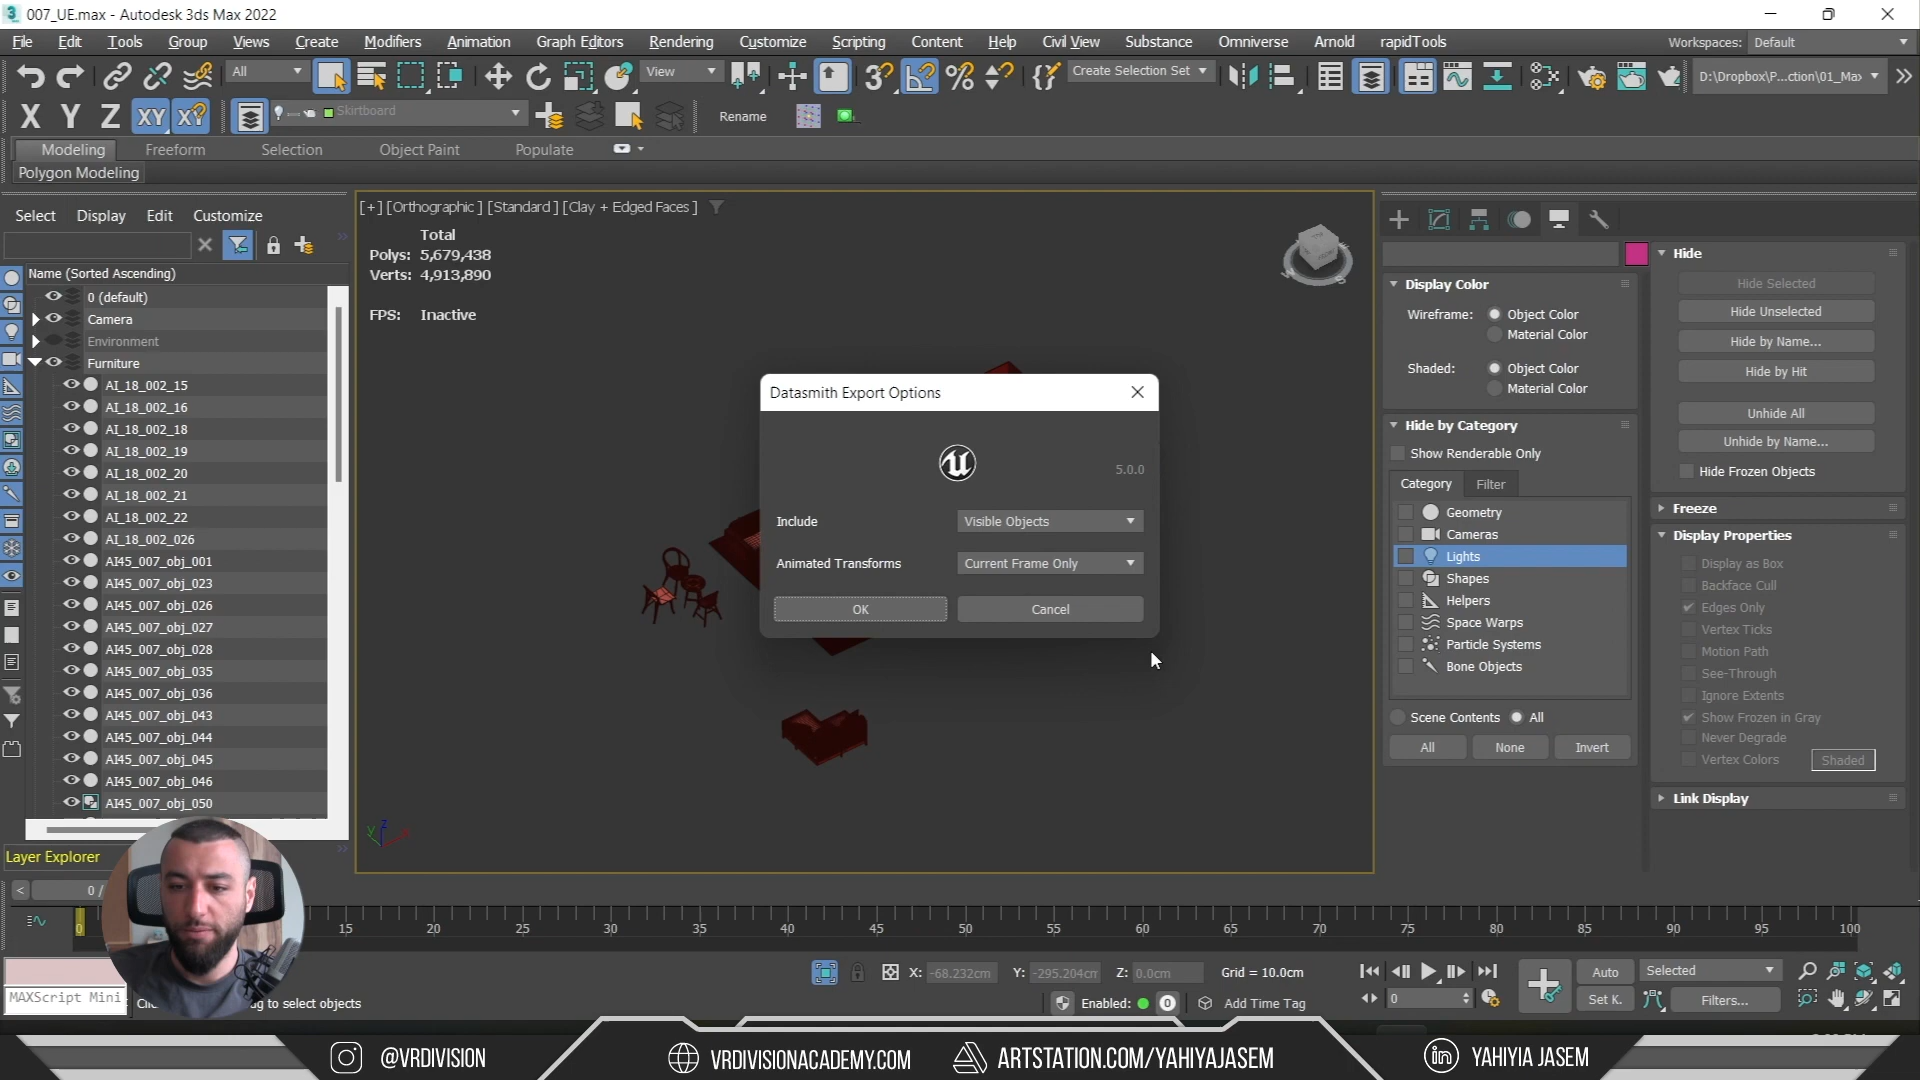 007_UE.max - Autodesk 3ds Max 2022
File Edit Tools Group Views Create Modifiers Animation Graph Editors Rendering Customize Scripting Content Help Civil View Substance Omniverse Arnold rapidTools Workspaces: Default
All View Create Selection Set D:\Dropbox\P...ction\01_Max
X Y Z XY XY Skirtboard Rename
Modeling Freeform Selection Object Paint Populate
Polygon Modeling
Select Display Edit Customize
Name (Sorted Ascending)
0 (default)
Camera
Environment
Furniture
AI_18_002_15
AI_18_002_16
AI_18_002_18
AI_18_002_19
AI_18_002_20
AI_18_002_21
AI_18_002_22
AI_18_002_026
AI45_007_obj_001
AI45_007_obj_023
AI45_007_obj_026
AI45_007_obj_027
AI45_007_obj_028
AI45_007_obj_035
AI45_007_obj_036
AI45_007_obj_043
AI45_007_obj_044
AI45_007_obj_045
AI45_007_obj_046
AI45_007_obj_050
Layer Explorer
[+] [Orthographic ] [Standard ] [Clay + Edged Faces ]
Total
Polys: 5,679,438
Verts: 4,913,890
FPS: Inactive
Datasmith Export Options
5.0.0
Include Visible Objects
Animated Transforms Current Frame Only
OK Cancel
Display Color
Wireframe: Object Color
Material Color
Shaded: Object Color
Material Color
Hide by Category
Show Renderable Only
Category Filter
Geometry
Cameras
Lights
Shapes
Helpers
Space Warps
Particle Systems
Bone Objects
Scene Contents All
All None Invert
Hide
Hide Selected
Hide Unselected
Hide by Name...
Hide by Hit
Unhide All
Unhide by Name...
Hide Frozen Objects
Freeze
Display Properties
Display as Box
Backface Cull
Edges Only
Vertex Ticks
Motion Path
See-Through
Ignore Extents
Show Frozen in Gray
Never Degrade
Vertex Colors Shaded
Link Display
0 /
0 15 20 25 30 35 40 45 50 55 60 65 70 75 80 85 90 95 100
X: -68.232cm Y: -295.204cm Z: 0.0cm Grid = 10.0cm
Auto Selected
MAXScript Mini
to select objects
Enabled: 0 Add Time Tag
0
Set K. Filters...
@VRDIVISION VRDIVISIONACADEMY.COM ARTSTATION.COM/YAHIYAJASEM in YAHIYIA JASEM